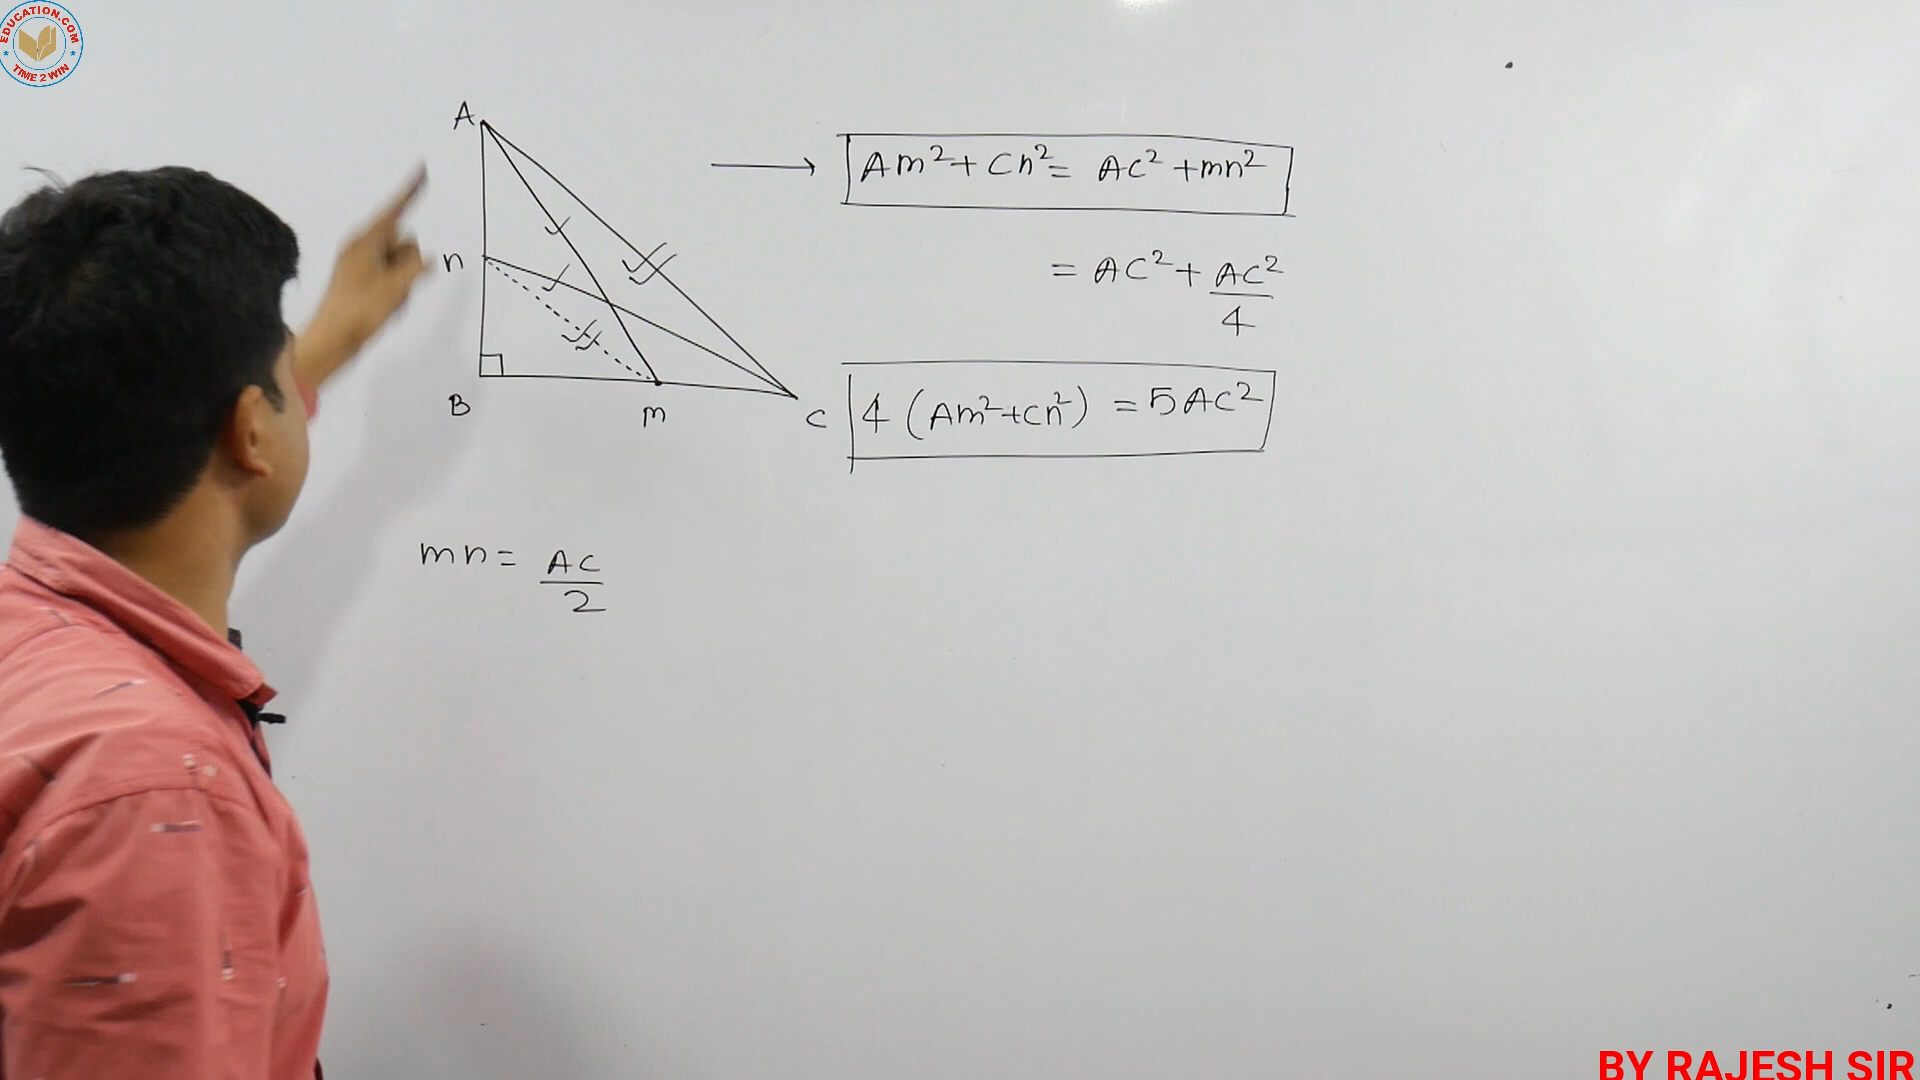 EDUCATION.COM
TIME 2 WIN
A
n
B
m
C
Am²+ Cn²= AC² +mn²
= AC² + AC²/4
4 (Am²+Cn²) = 5AC²
mn = AC/2
BY RAJESH SIR